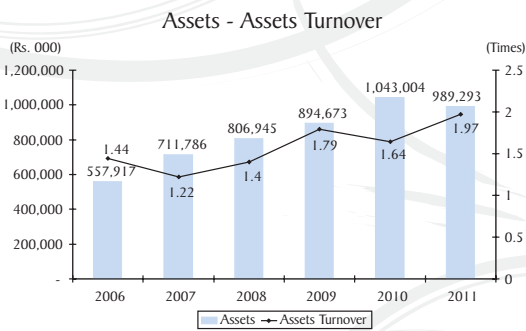 Assets - Assets Turnover
(Rs. 000) (Times)
1,200,000 2.5
1,000,000 2
800,000 1.5
600,000 1
400,000 0.5
200,000 0
-
557,917 711,786 806,945 894,673 1,043,004 989,293
1.44 1.22 1.4 1.79 1.64 1.97
2006 2007 2008 2009 2010 2011
Assets Assets Turnover